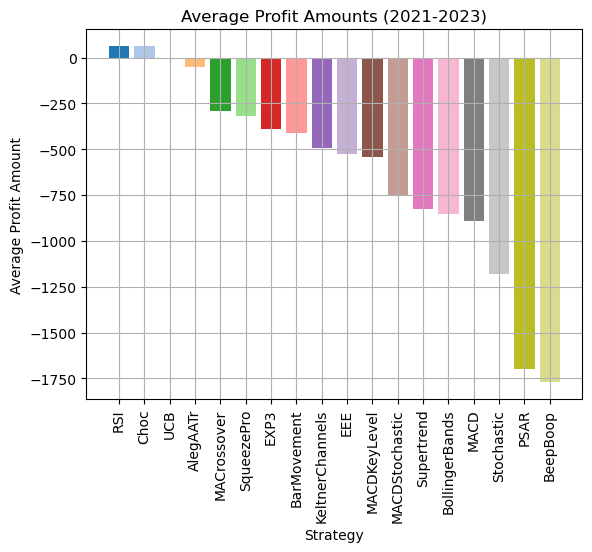 Average Profit Amounts (2021-2023)
Average Profit Amount
0
−250
−500
−750
−1000
−1250
−1500
−1750
RSI
Choc
UCB
AlegAATr
MACrossover
SqueezePro
EXP3
BarMovement
KeltnerChannels
EEE
MACDKeyLevel
MACDStochastic
Supertrend
BollingerBands
MACD
Stochastic
PSAR
BeepBoop
Strategy